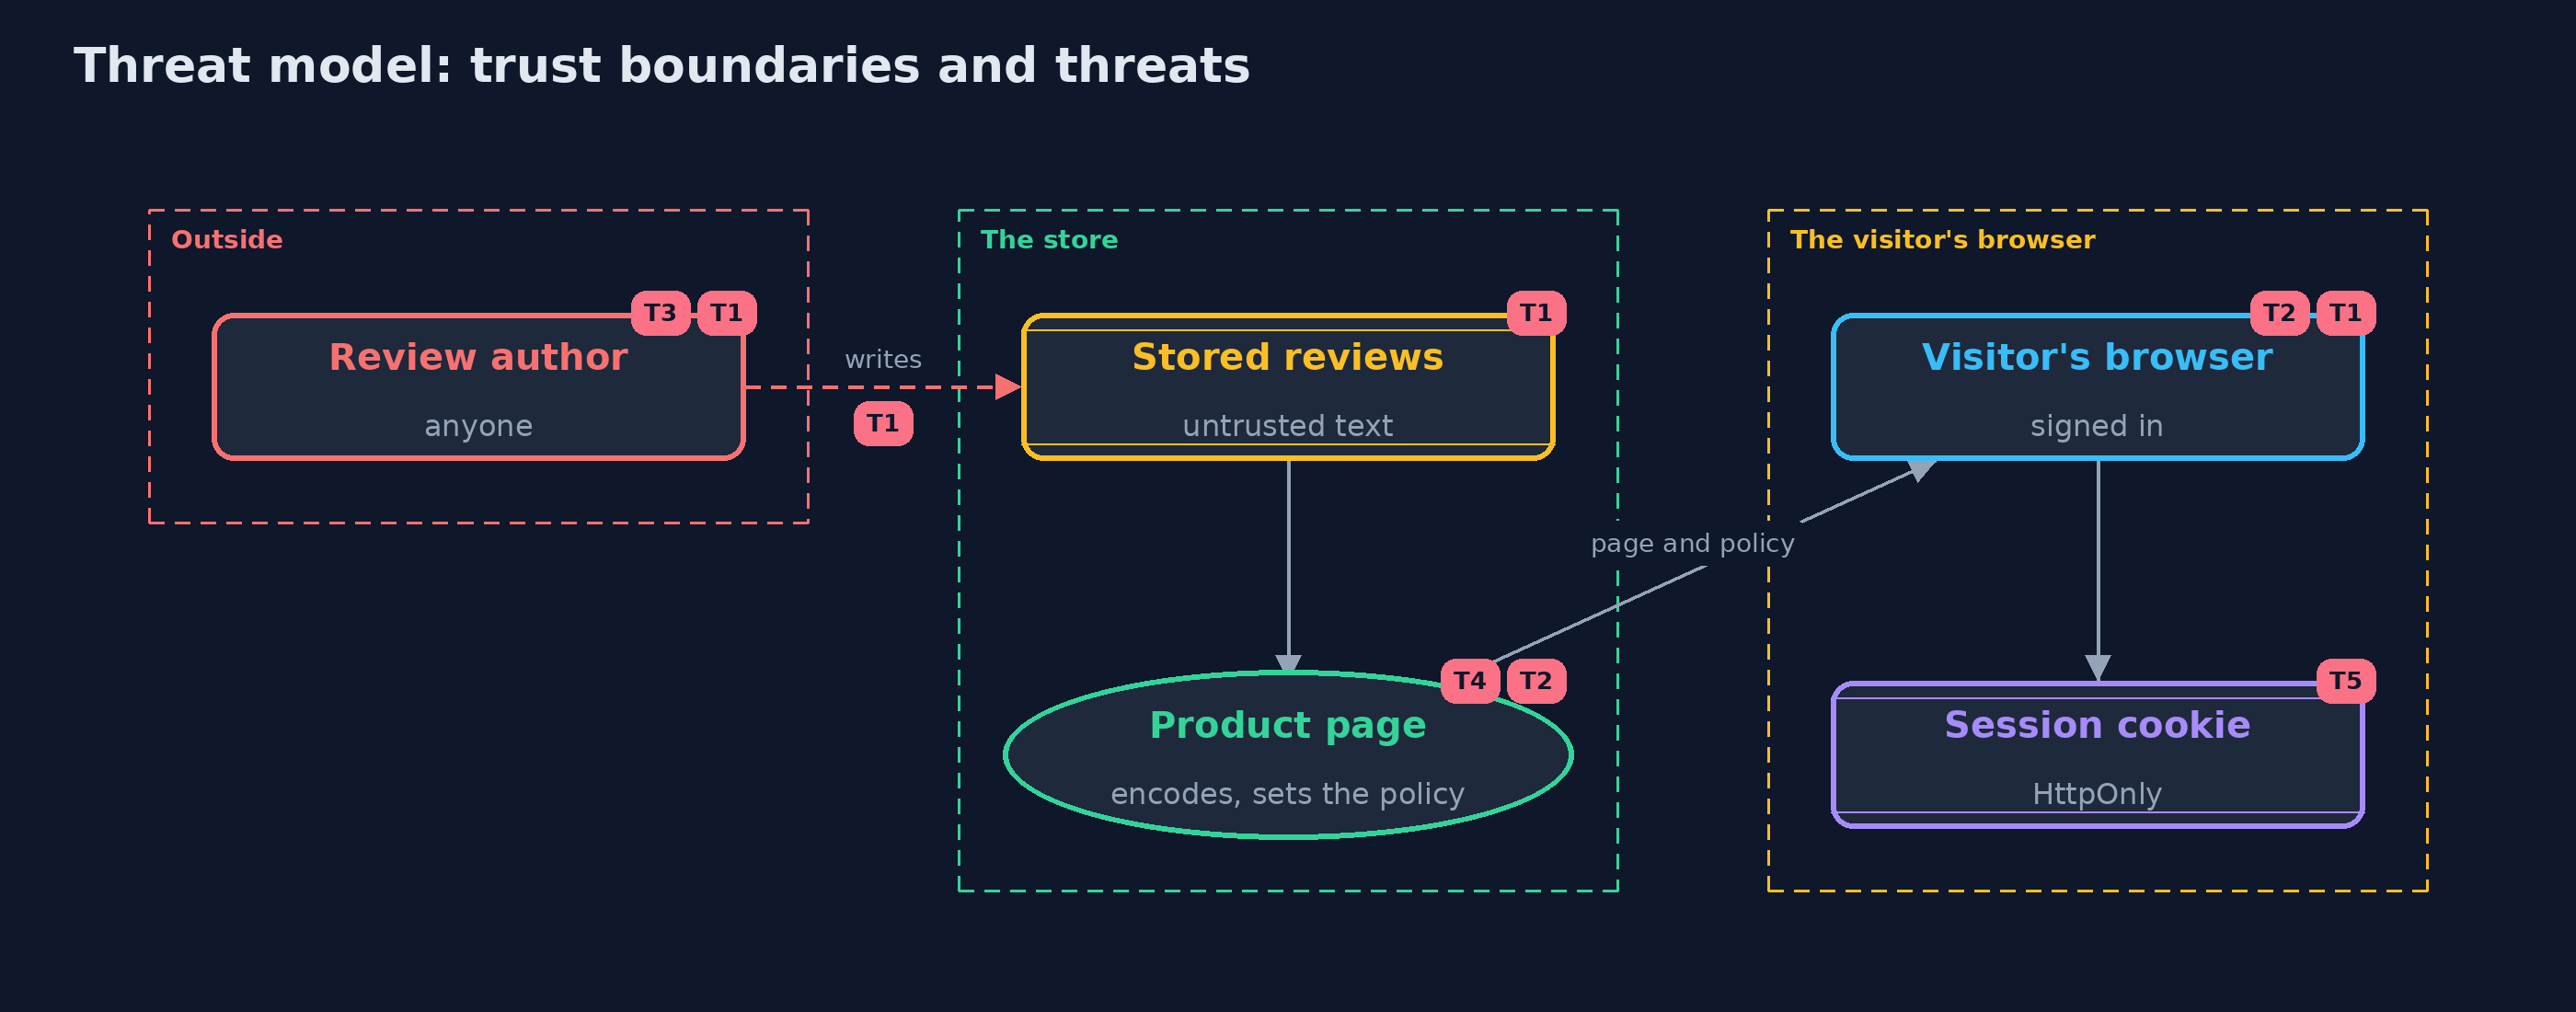 Threat model: trust boundaries and threats
Outside
T3 T1
Review author
anyone
writes
T1
The store
T1
Stored reviews
untrusted text
page and policy
T4 T2
Product page
encodes, sets the policy
The visitor's browser
T2 T1
Visitor's browser
signed in
T5
Session cookie
HttpOnly